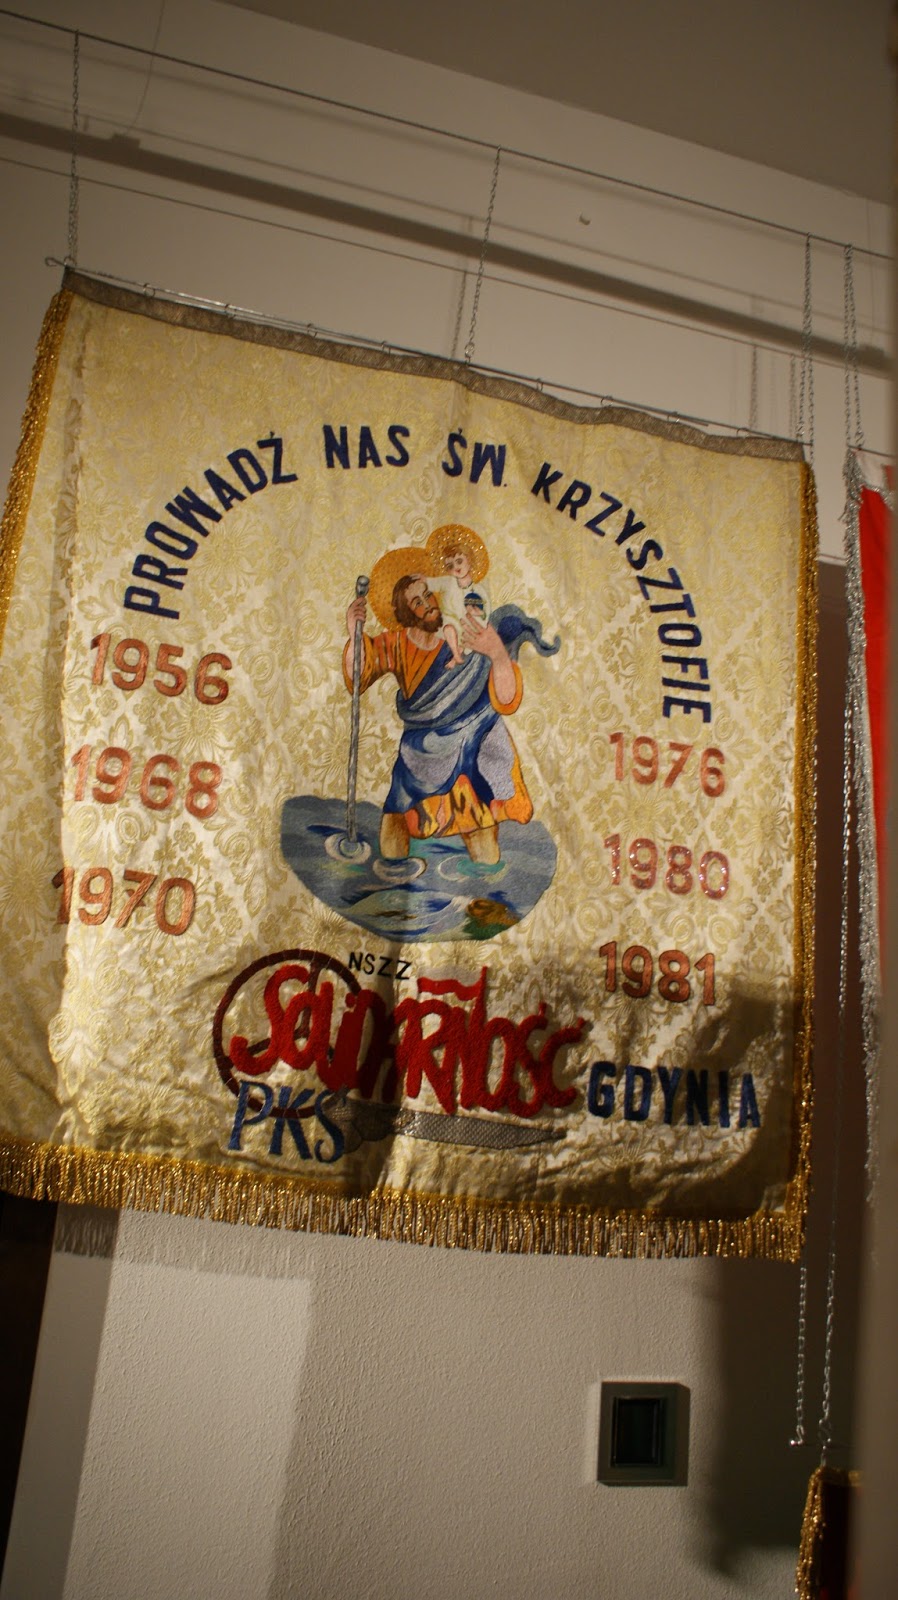 PROWADŹ NAS ŚW. KRZYSZTOFIE
1956
1968
1970
1976
1980
1981
NSZZ
SOLIDARNOŚĆ
PKS
GDYNIA